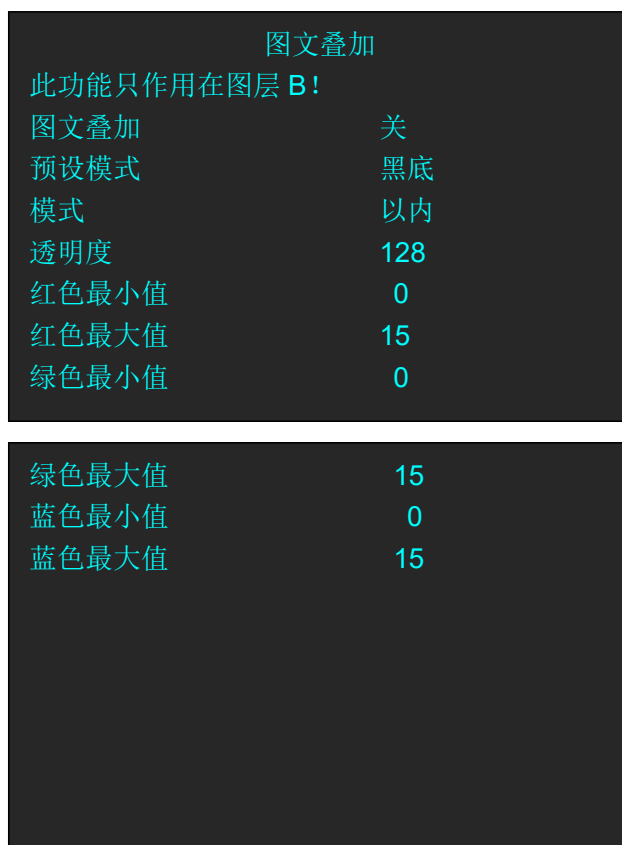 图文叠加
此功能只作用在图层 B！
图文叠加 关
预设模式 黑底
模式 以内
透明度 128
红色最小值 0
红色最大值 15
绿色最小值 0
绿色最大值 15
蓝色最小值 0
蓝色最大值 15